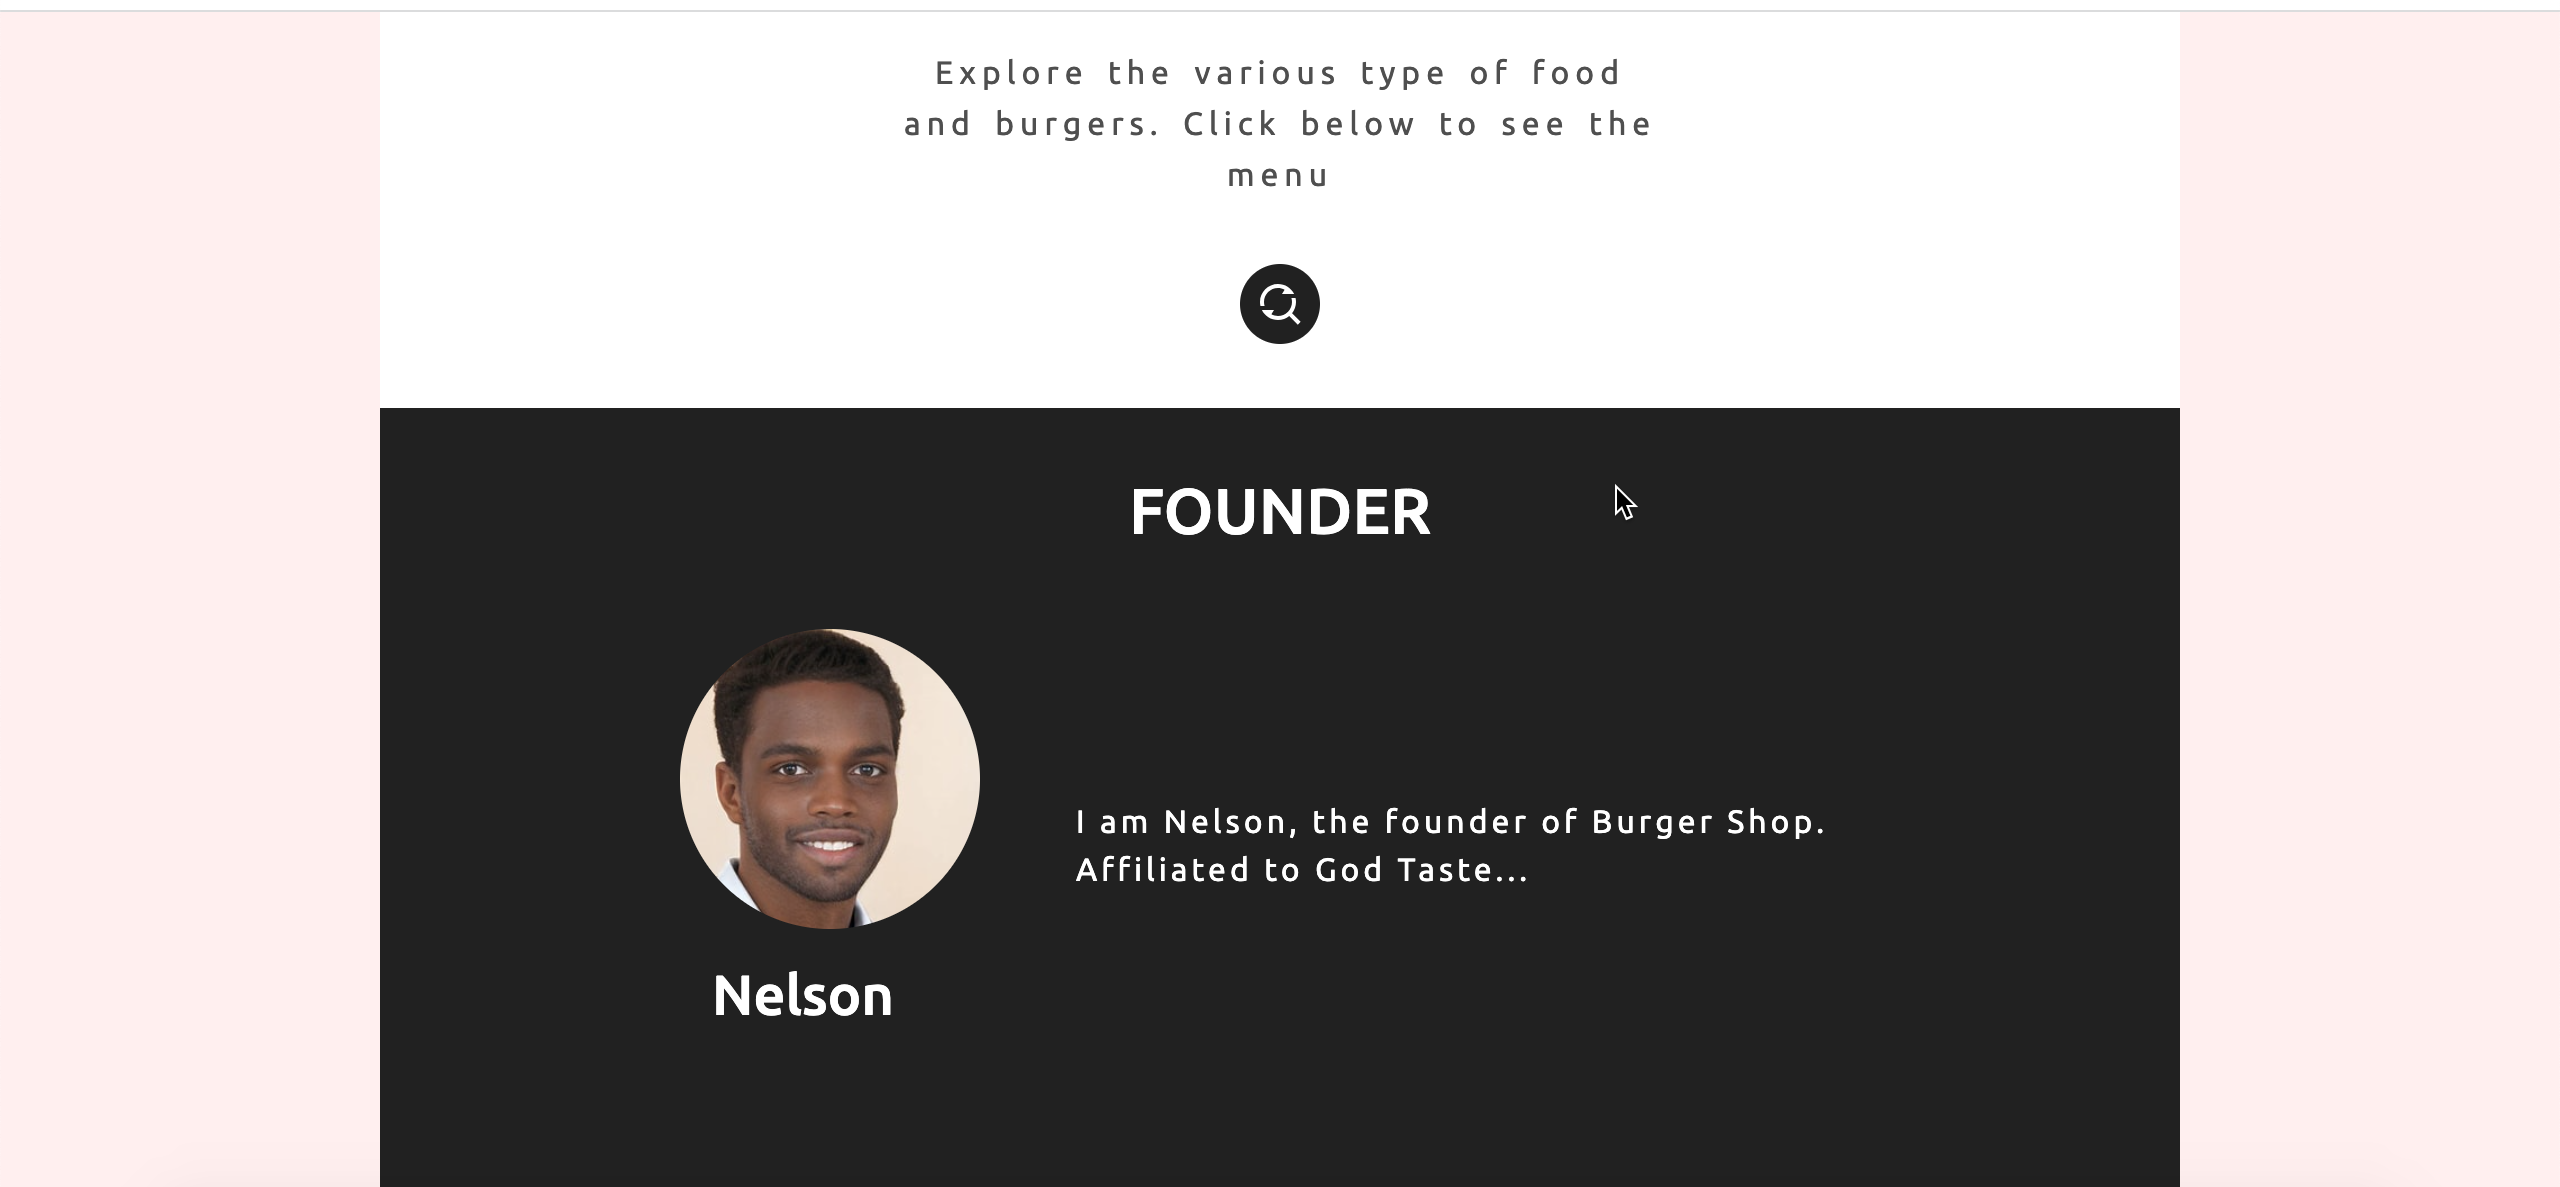 Explore the various type of food
and burgers. Click below to see the
menu
FOUNDER
I am Nelson, the founder of Burger Shop.
Affiliated to God Taste...
Nelson